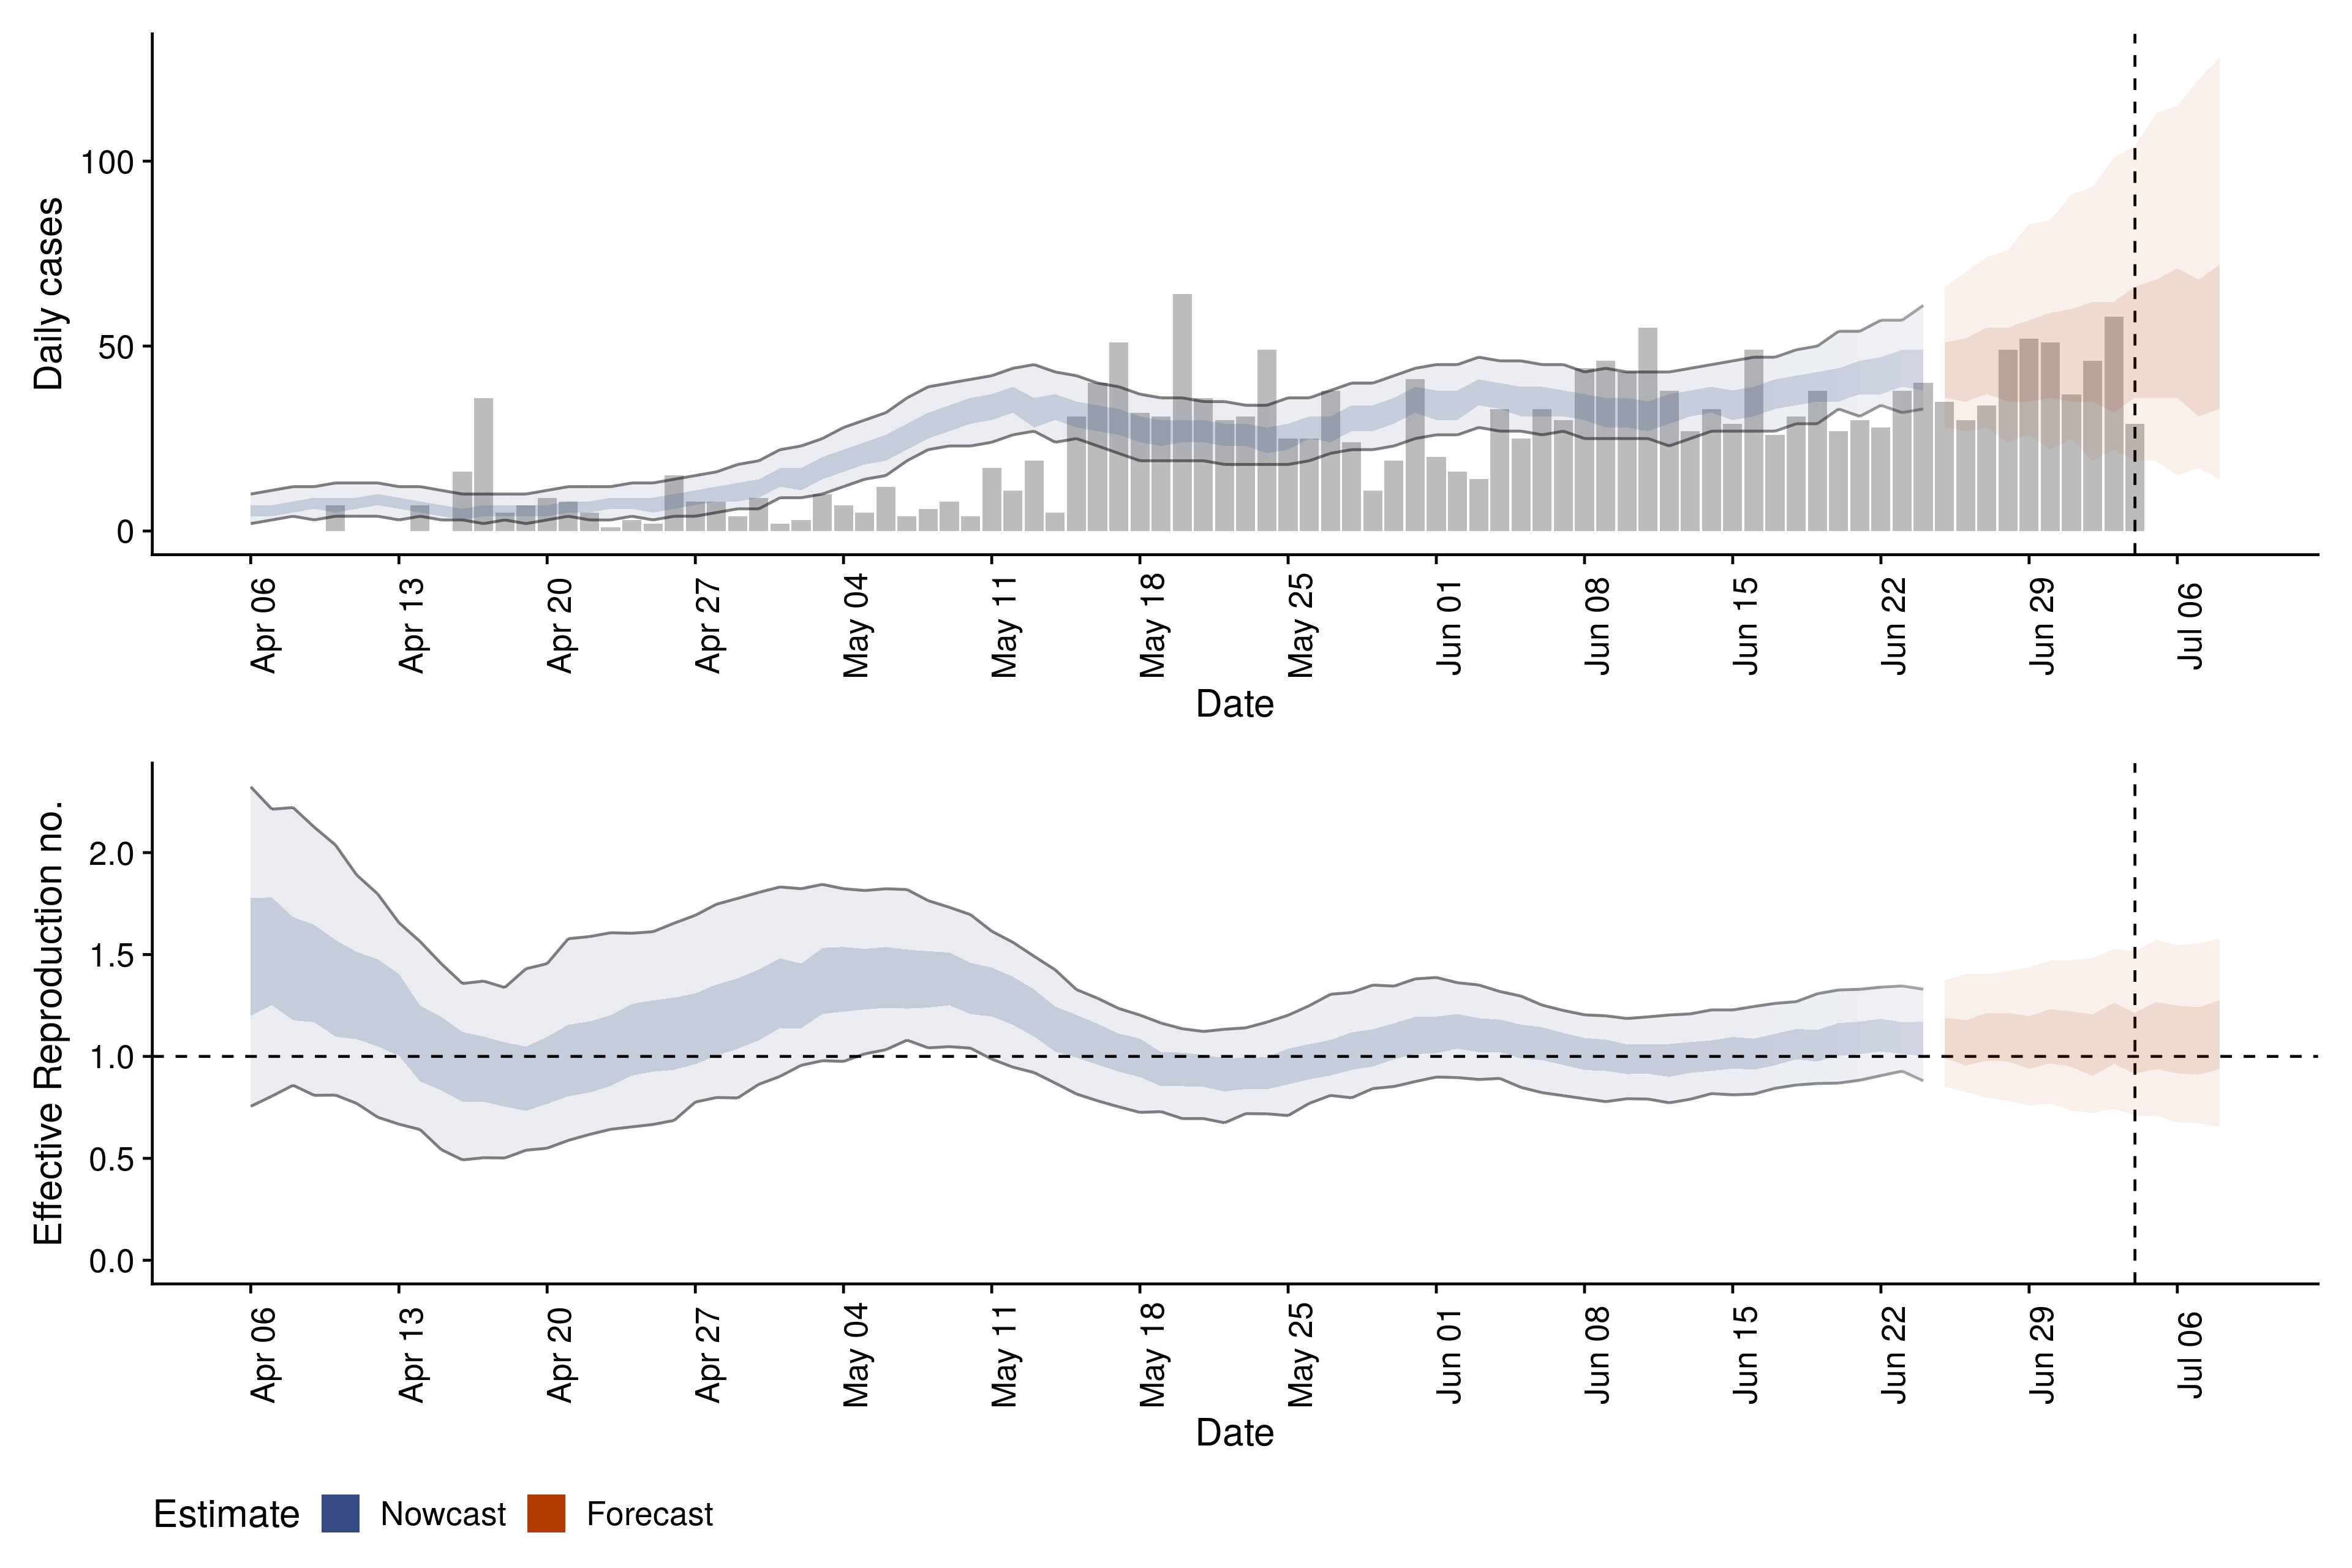 Daily cases
100
50
0
Apr 06
Apr 13
Apr 20
Apr 27
May 04
May 11
May 18
May 25
Jun 01
Jun 08
Jun 15
Jun 22
Jun 29
Jul 06
Date
Effective Reproduction no.
2.0
1.5
1.0
0.5
0.0
Apr 06
Apr 13
Apr 20
Apr 27
May 04
May 11
May 18
May 25
Jun 01
Jun 08
Jun 15
Jun 22
Jun 29
Jul 06
Date
Estimate Nowcast Forecast